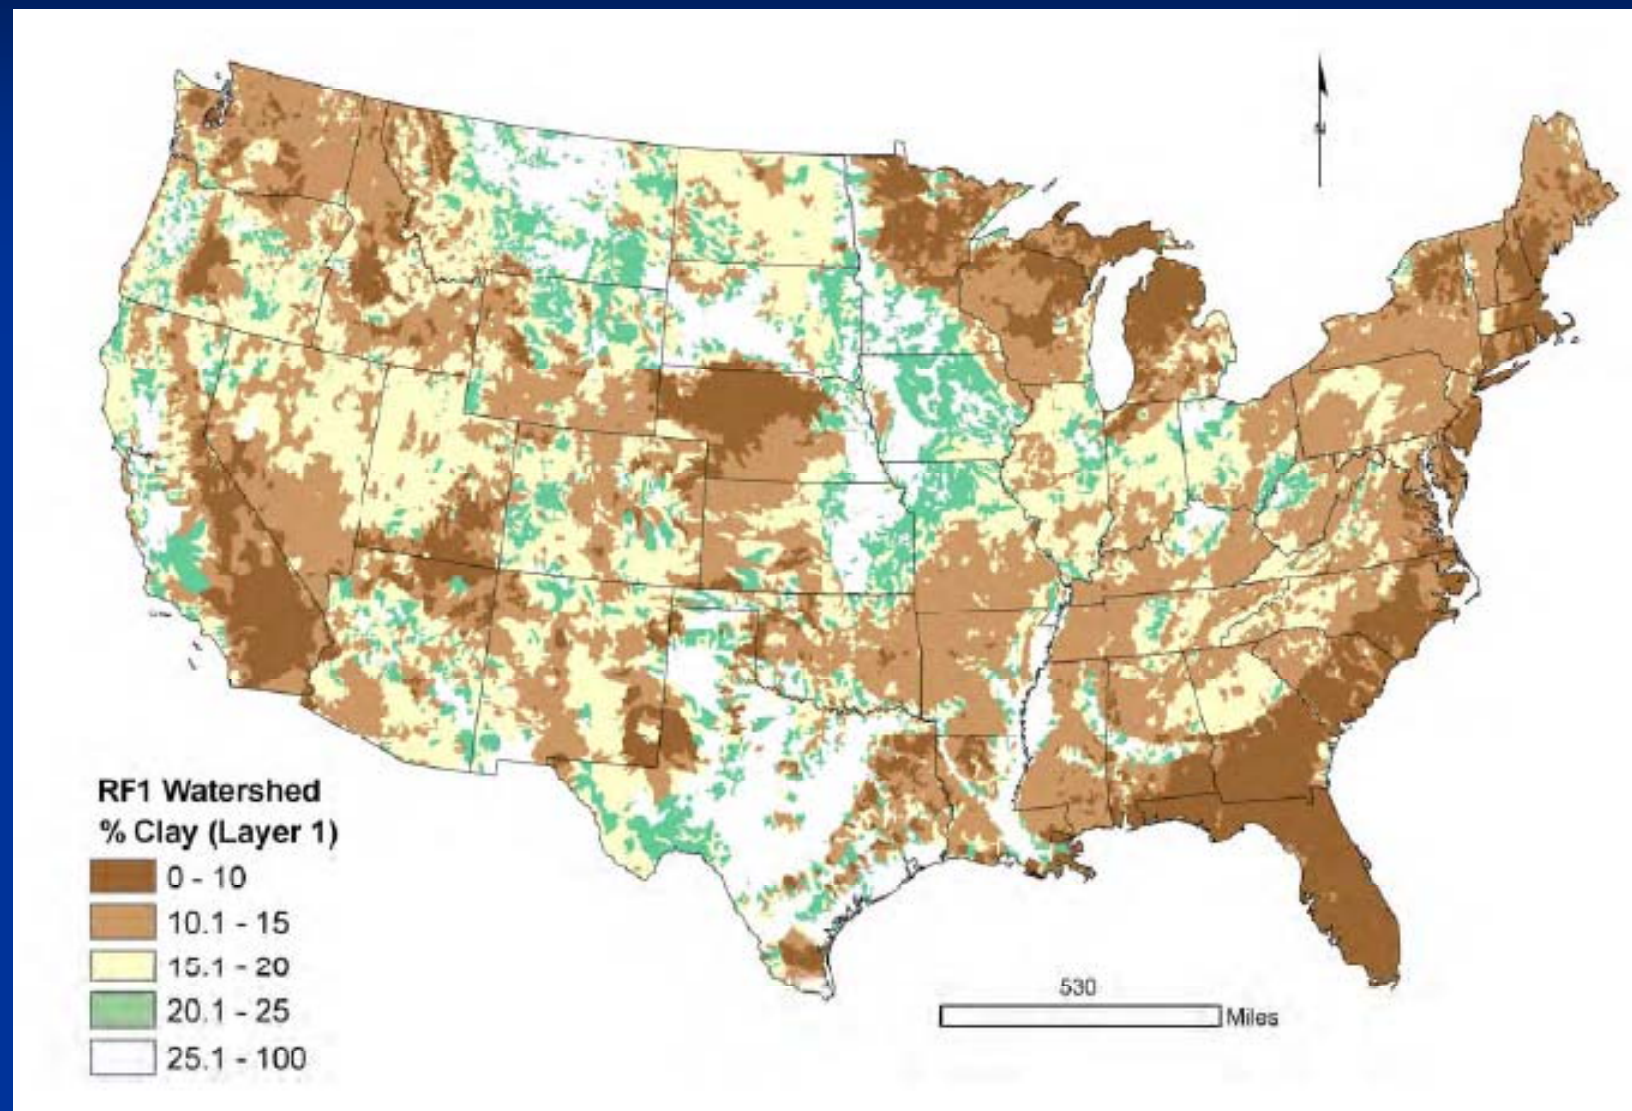 N
RF1 Watershed
% Clay (Layer 1)
0 - 10
10.1 - 15
15.1 - 20
20.1 - 25
25.1 - 100
530
Miles